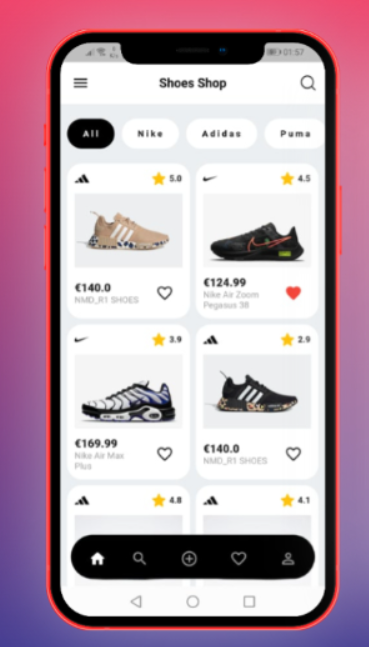 01:57
Shoes Shop
All Nike Adidas Puma
5.0 4.5
€140.0
NMD_R1 SHOES
€124.99
Nike Air Zoom
Pegasus 38
3.9 2.9
€169.99
Nike Air Max
Plus
€140.0
NMD_R1 SHOES
4.8 4.1